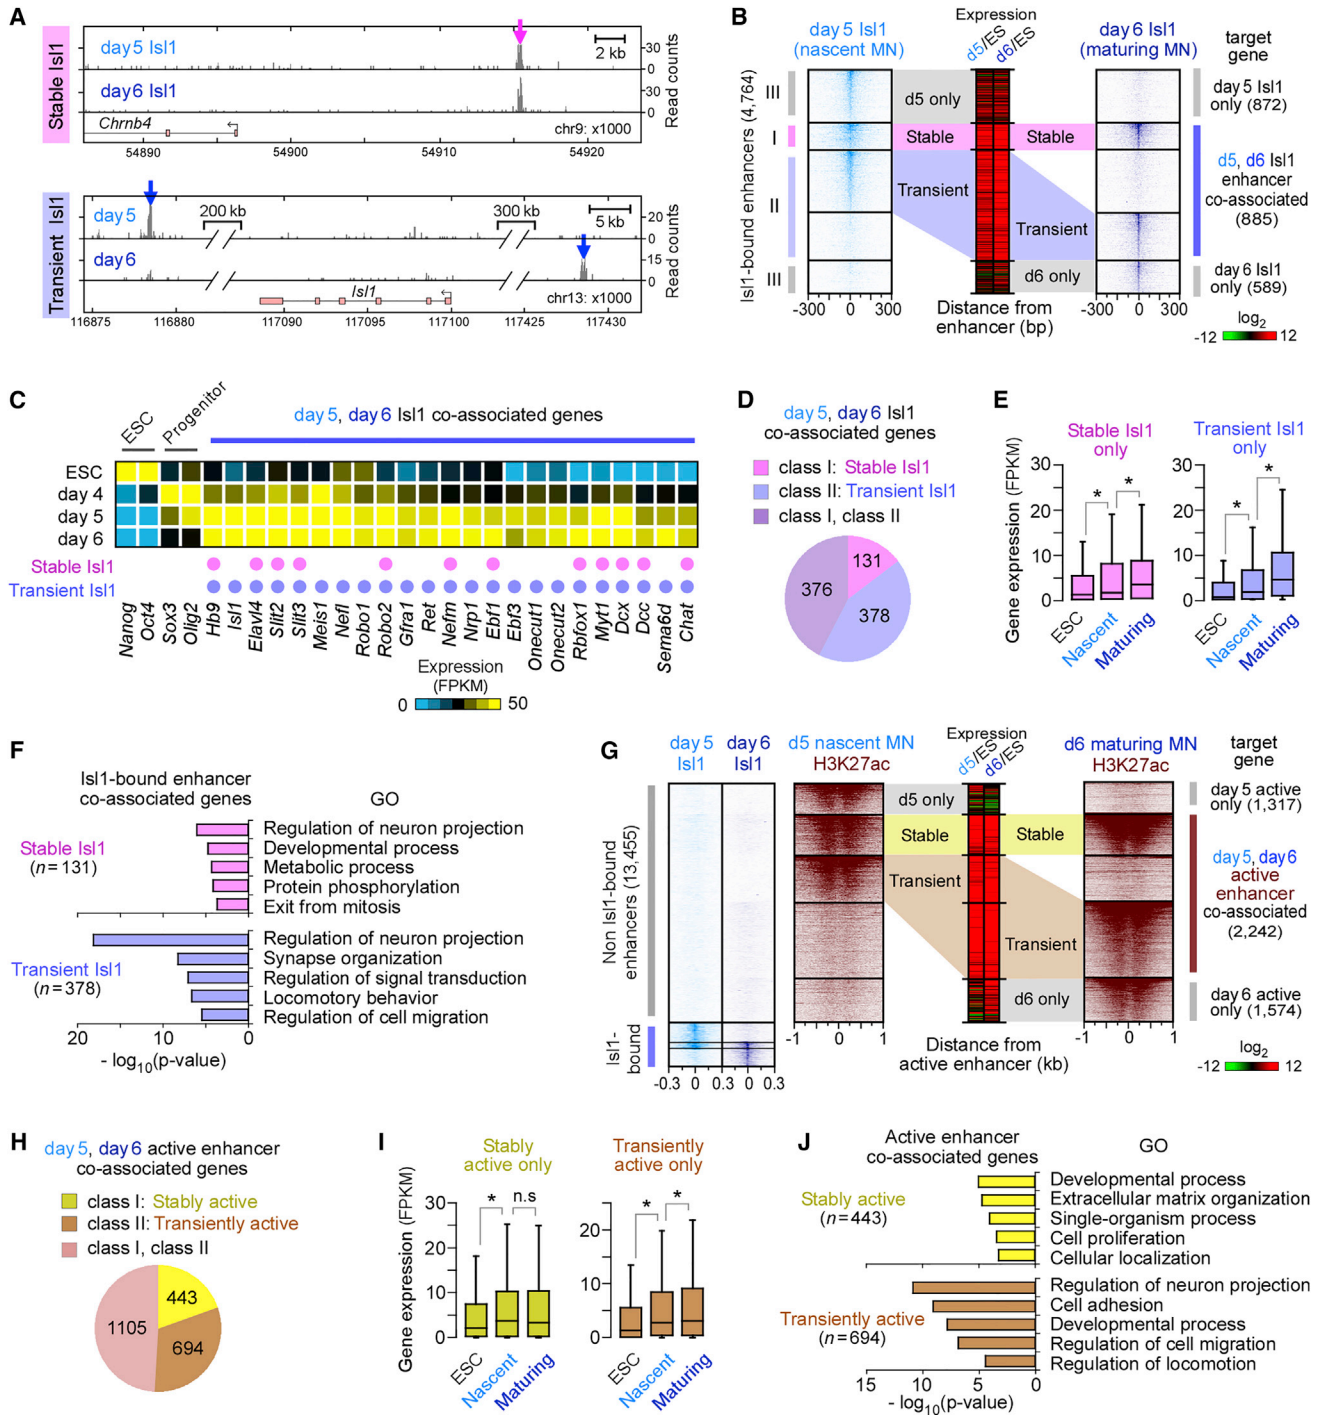 A
Stable Isl1
day 5 Isl1
day6 Isl1
2 kb
30
0
30
0
Read counts
Chrnb4
chr9: x1000
54890
54900
54910
54920
Transient Isl1
day 5
day 6
200 kb
300 kb
5 kb
20
0
15
0
Read counts
Isl1
chr13: x1000
116875
116880
117090
117095
117100
117425
117430
B
day 5 Isl1
(nascent MN)
Expression
d5/ES
d6/ES
day 6 Isl1
(maturing MN)
target
gene
Isl1-bound enhancers (4,764)
III
I
II
III
d5 only
Stable
Stable
Transient
Transient
d6 only
day 5 Isl1
only (872)
d5, d6 Isl1
enhancer
co-associated
(885)
day 6 Isl1
only (589)
-300
0
300
Distance from
enhancer (bp)
-300
0
300
log2
-12
12
C
ESC
Progenitor
day 5, day 6 Isl1 co-associated genes
ESC
day 4
day 5
day 6
Stable Isl1
Transient Isl1
Nanog
Oct4
Sox3
Olig2
Hb9
Isl1
Elavl4
Slit2
Slit3
Meis1
Nefl
Robo1
Robo2
Gfra1
Ret
Nefm
Nrp1
Ebf1
Ebf3
Onecut1
Onecut2
Rbfox1
Myt1
Dcx
Dcc
Sema6d
Chat
Expression
(FPKM)
0
50
D
day 5, day 6 Isl1
co-associated genes
class I: Stable Isl1
class II: Transient Isl1
class I, class II
131
376
378
E
Stable Isl1
only
Transient Isl1
only
Gene expression (FPKM)
30
20
10
0
*
*
ESC
Nascent
Maturing
30
20
10
0
*
*
ESC
Nascent
Maturing
F
Isl1-bound enhancer
co-associated genes
GO
Stable Isl1
(n = 131)
Regulation of neuron projection
Developmental process
Metabolic process
Protein phosphorylation
Exit from mitosis
Transient Isl1
(n = 378)
Regulation of neuron projection
Synapse organization
Regulation of signal transduction
Locomotory behavior
Regulation of cell migration
20
10
0
- log10(p-value)
G
day 5
Isl1
day 6
Isl1
d5 nascent MN
H3K27ac
Expression
d5/ES
d6/ES
d6 maturing MN
H3K27ac
target
gene
Non Isl1-bound
enhancers (13,455)
Isl1-
bound
d5 only
Stable
Stable
Transient
Transient
d6 only
day 5 active
only (1,317)
day 5, day 6
active
enhancer
co-associated
(2,242)
day 6 active
only (1,574)
-0.3
0
0.3
0
0.3
-1
0
1
Distance from
active enhancer (kb)
-1
0
1
log2
-12
12
H
day 5, day 6 active enhancer
co-associated genes
class I: Stably active
class II: Transiently active
class I, class II
443
1105
694
I
Stably
active only
Transiently
active only
Gene expression (FPKM)
30
20
10
0
*
n.s
ESC
Nascent
Maturing
20
10
0
*
*
ESC
Nascent
Maturing
J
Active enhancer
co-associated genes
GO
Stably active
(n = 443)
Developmental process
Extracellular matrix organization
Single-organism process
Cell proliferation
Cellular localization
Transiently active
(n = 694)
Regulation of neuron projection
Cell adhesion
Developmental process
Regulation of cell migration
Regulation of locomotion
15
10
5
0
- log10(p-value)